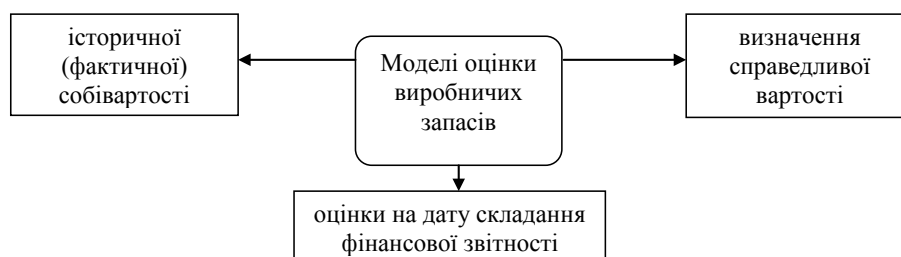 історичної
(фактичної)
собівартості
Моделі оцінки
виробничих
запасів
визначення
справедливої
вартості
оцінки на дату складання
фінансової звітності